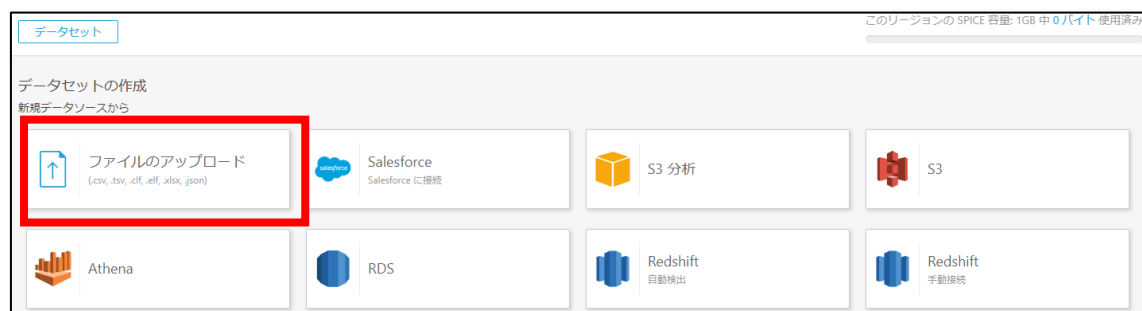 データセット
このリージョンの SPICE 容量: 1GB 中 0 バイト 使用済み
データセットの作成
新規データソースから
ファイルのアップロード
(.csv, .tsv, .clf, .elf, .xlsx, .json)
salesforce
Salesforce
Salesforce に接続
S3 分析
S3
Athena
RDS
Redshift
自動検出
Redshift
手動接続